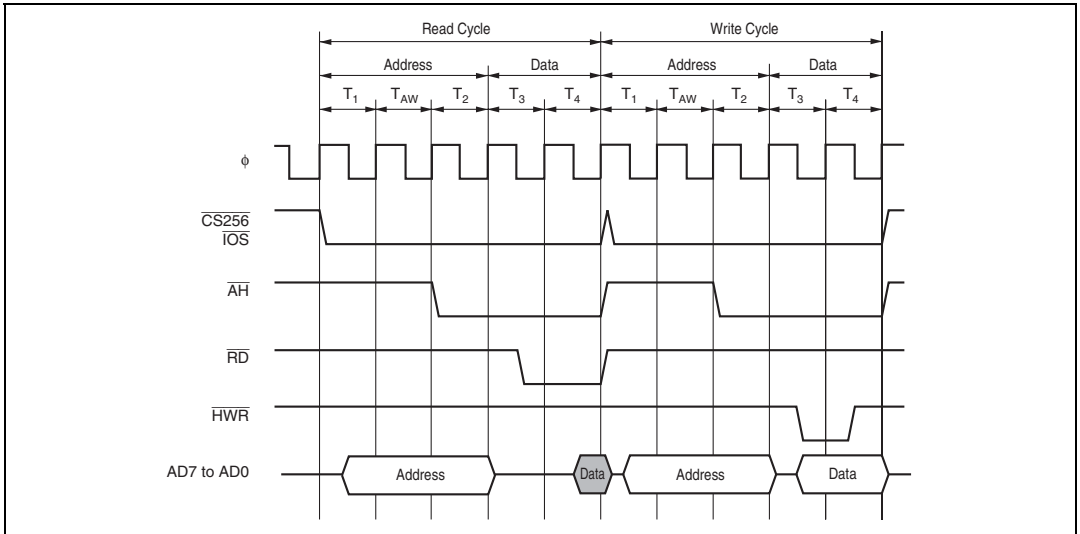 Read Cycle Write Cycle
Address Data Address Data
T1 TAW T2 T3 T4 T1 TAW T2 T3 T4
φ
CS256
IOS
AH
RD
HWR
AD7 to AD0 Address Data Address Data